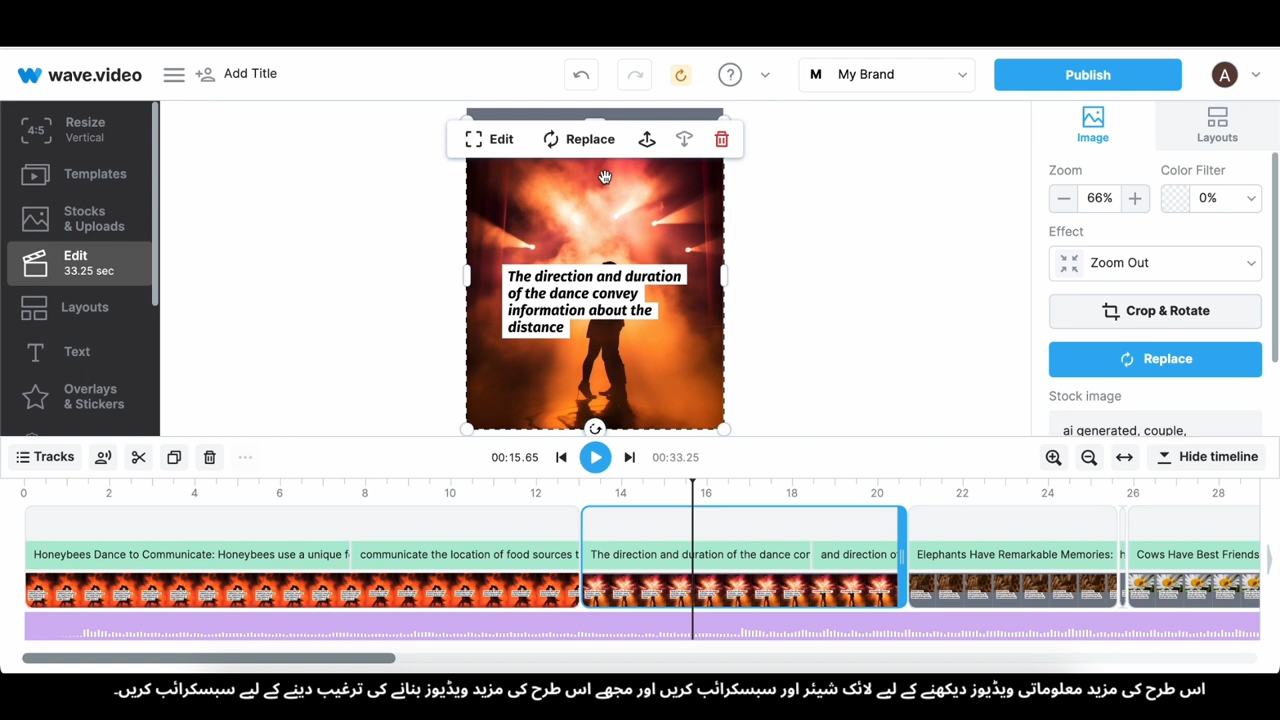 wave.video
Add Title
?
M My Brand
Publish
A
4:5
Resize
Vertical
Templates
Stocks
& Uploads
Edit
33.25 sec
Layouts
Text
Overlays
& Stickers
Edit
Replace
The direction and duration
of the dance convey
information about the
distance
Image
Layouts
Zoom
Color Filter
66%
0%
Effect
Zoom Out
Crop & Rotate
Replace
Stock image
ai generated, couple,
Tracks
00:15.65
00:33.25
Hide timeline
0 2 4 6 8 10 12 14 16 18 20 22 24 26 28
Honeybees Dance to Communicate: Honeybees use a unique f
communicate the location of food sources t
The direction and duration of the dance cor
and direction o
Elephants Have Remarkable Memories:
h
Cows Have Best Friends
اس طرح کی مزید معلوماتی ویڈیوز دیکھنے کے لیے لائک شیئر اور سبسکرائب کریں اور مجھے اس طرح کی مزید ویڈیوز بنانے کی ترغیب دینے کے لیے سبسکرائب کریں۔